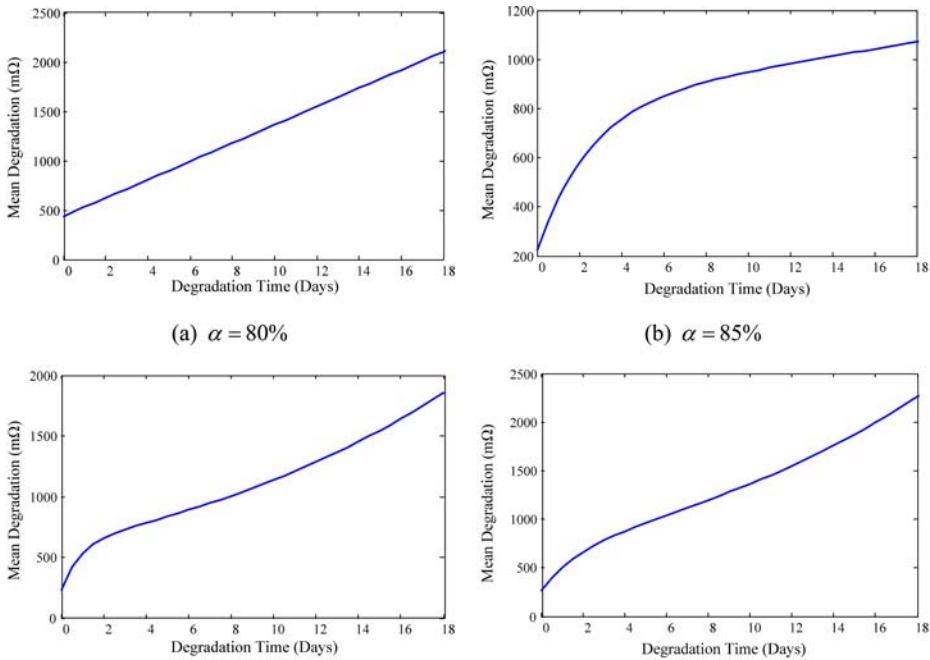 2500
2000
1500
1000
500
0
Mean Degradation (mΩ)
0 2 4 6 8 10 12 14 16 18
Degradation Time (Days)
(a) α = 80%
1200
1000
800
600
400
200
Mean Degradation (mΩ)
0 2 4 6 8 10 12 14 16 18
Degradation Time (Days)
(b) α = 85%
2000
1500
1000
500
0
Mean Degradation (mΩ)
0 2 4 6 8 10 12 14 16 18
Degradation Time (Days)
2500
2000
1500
1000
500
0
Mean Degradation (mΩ)
0 2 4 6 8 10 12 14 16 18
Degradation Time (Days)